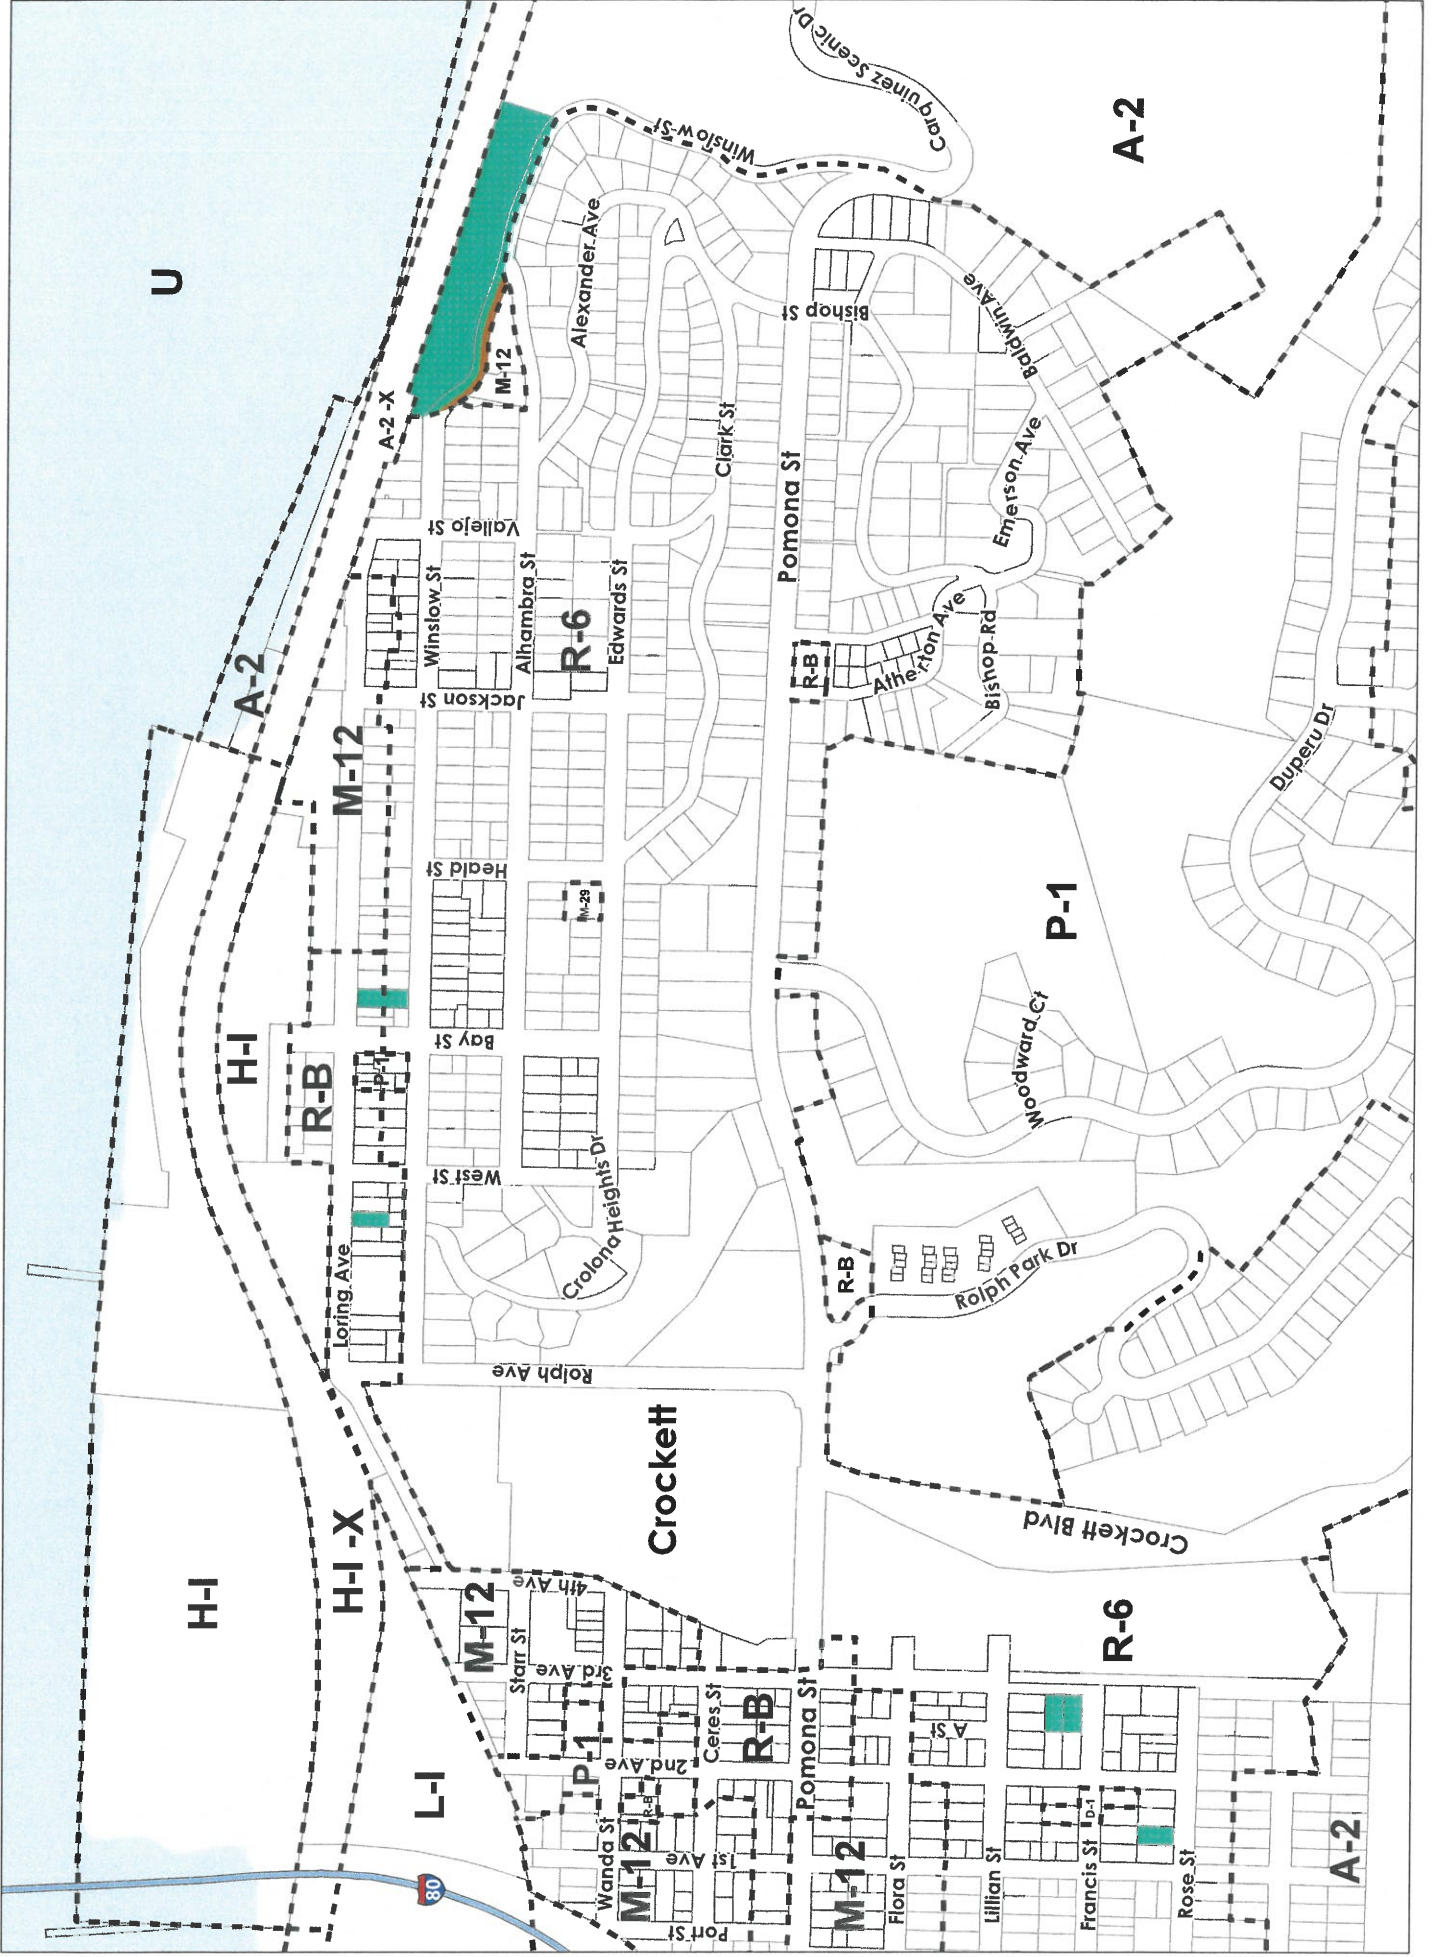 U
A-2
A-2 -X
M-12
H-I
R-B
P-1
M-12
H-I
H-I -X
L-I
80
Carquinez Scenic Dr
Winslow St
A-2
Alexander Ave
Bishop St
Baldwin Ave
Clark St
Pomona St
Emerson Ave
Vallejo St
Winslow St
Alhambra St
Edwards St
R-6
Jackson St
R-B
Atherton Ave
Bishop Rd
Duperu Dr
Heald St
M-29
P-1
Bay St
Woodward Ct
West St
Crolona Heights Dr
Loring Ave
R-B
Rolph Park Dr
Rolph Ave
Crockett
Crockett Blvd
4th Ave
M-12
Starr St
3rd Ave
R-6
Ceres St
R-B
Pomona St
A St
P-1
2nd Ave
R-B
D-1
Wanda St
M-12
1st Ave
M-12
Flora St
Lillian St
Francis St
Rose St
A-2
Port St